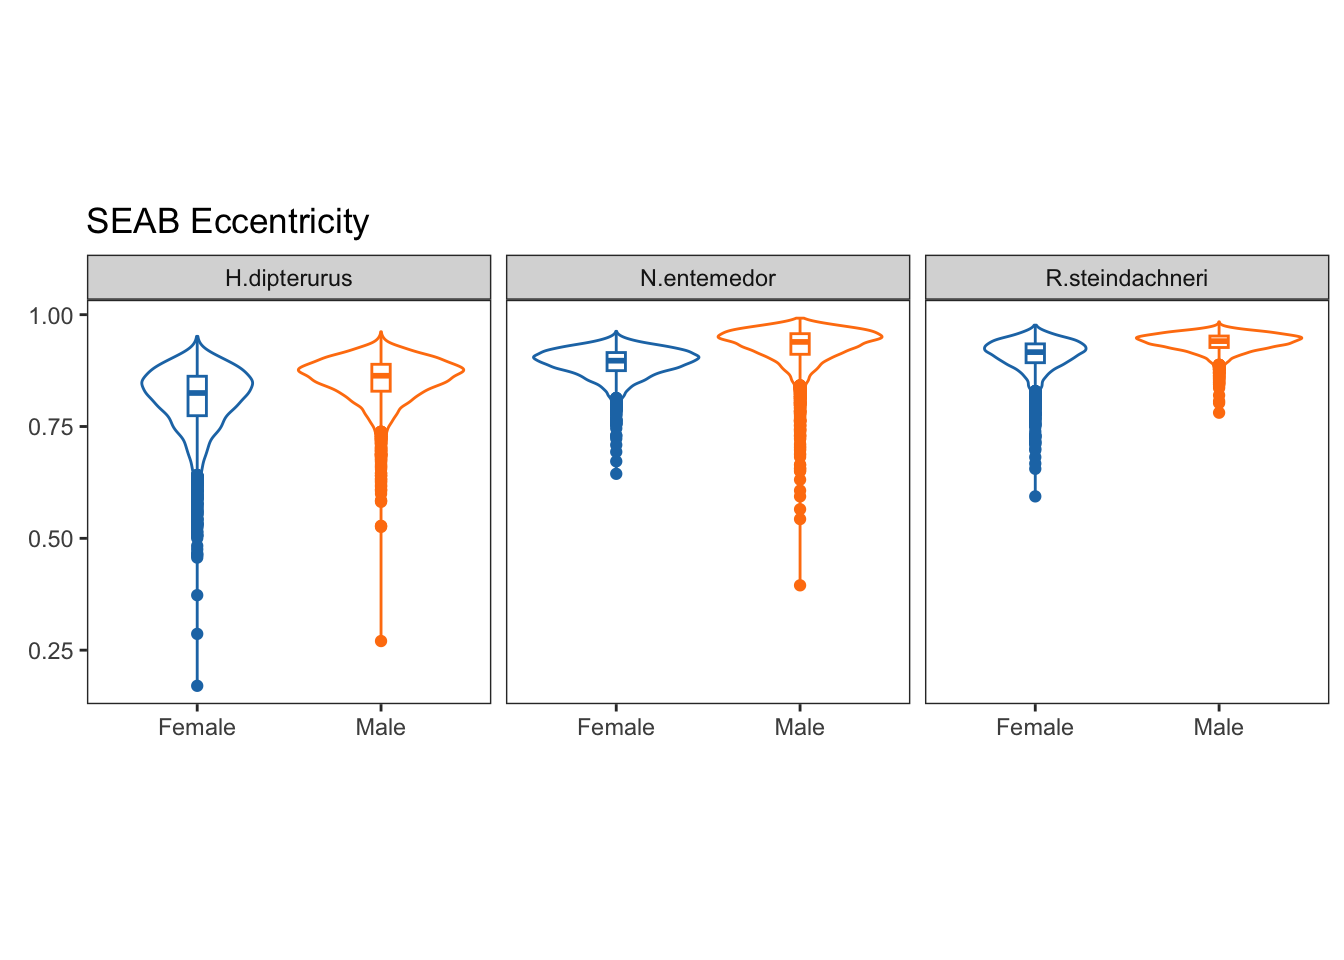 SEAB Eccentricity
H.dipterurus N.entemedor R.steindachneri
1.00
0.75
0.50
0.25
Female Male Female Male Female Male